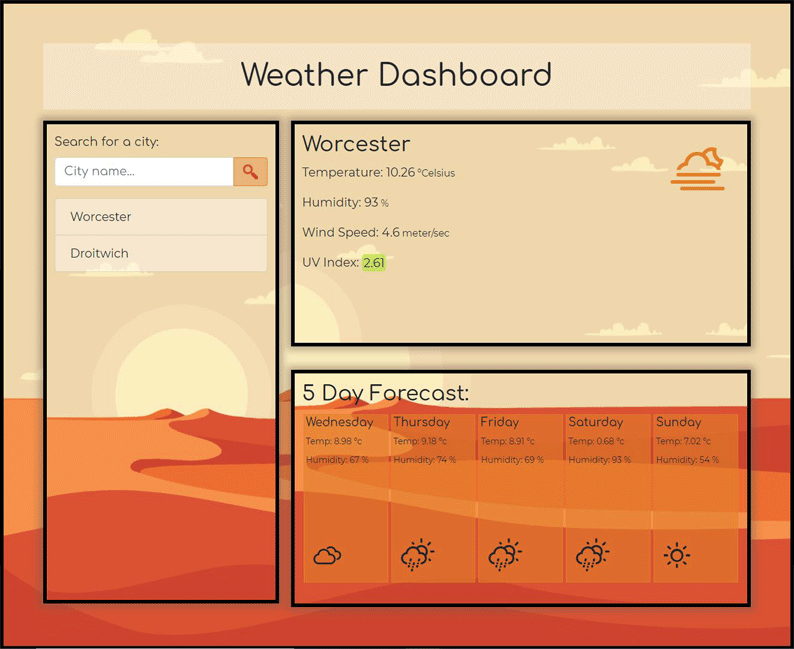 Weather Dashboard
Search for a city:
City name...
Worcester
Droitwich
Worcester
Temperature: 10.26 °Celsius
Humidity: 93 %
Wind Speed: 4.6 meter/sec
UV Index: 2.61
5 Day Forecast:
Wednesday
Temp: 8.98 °c
Humidity: 67 %
Thursday
Temp: 9.18 °c
Humidity: 74 %
Friday
Temp: 8.91 °c
Humidity: 69 %
Saturday
Temp: 0.68 °c
Humidity: 93 %
Sunday
Temp: 7.02 °c
Humidity: 54 %